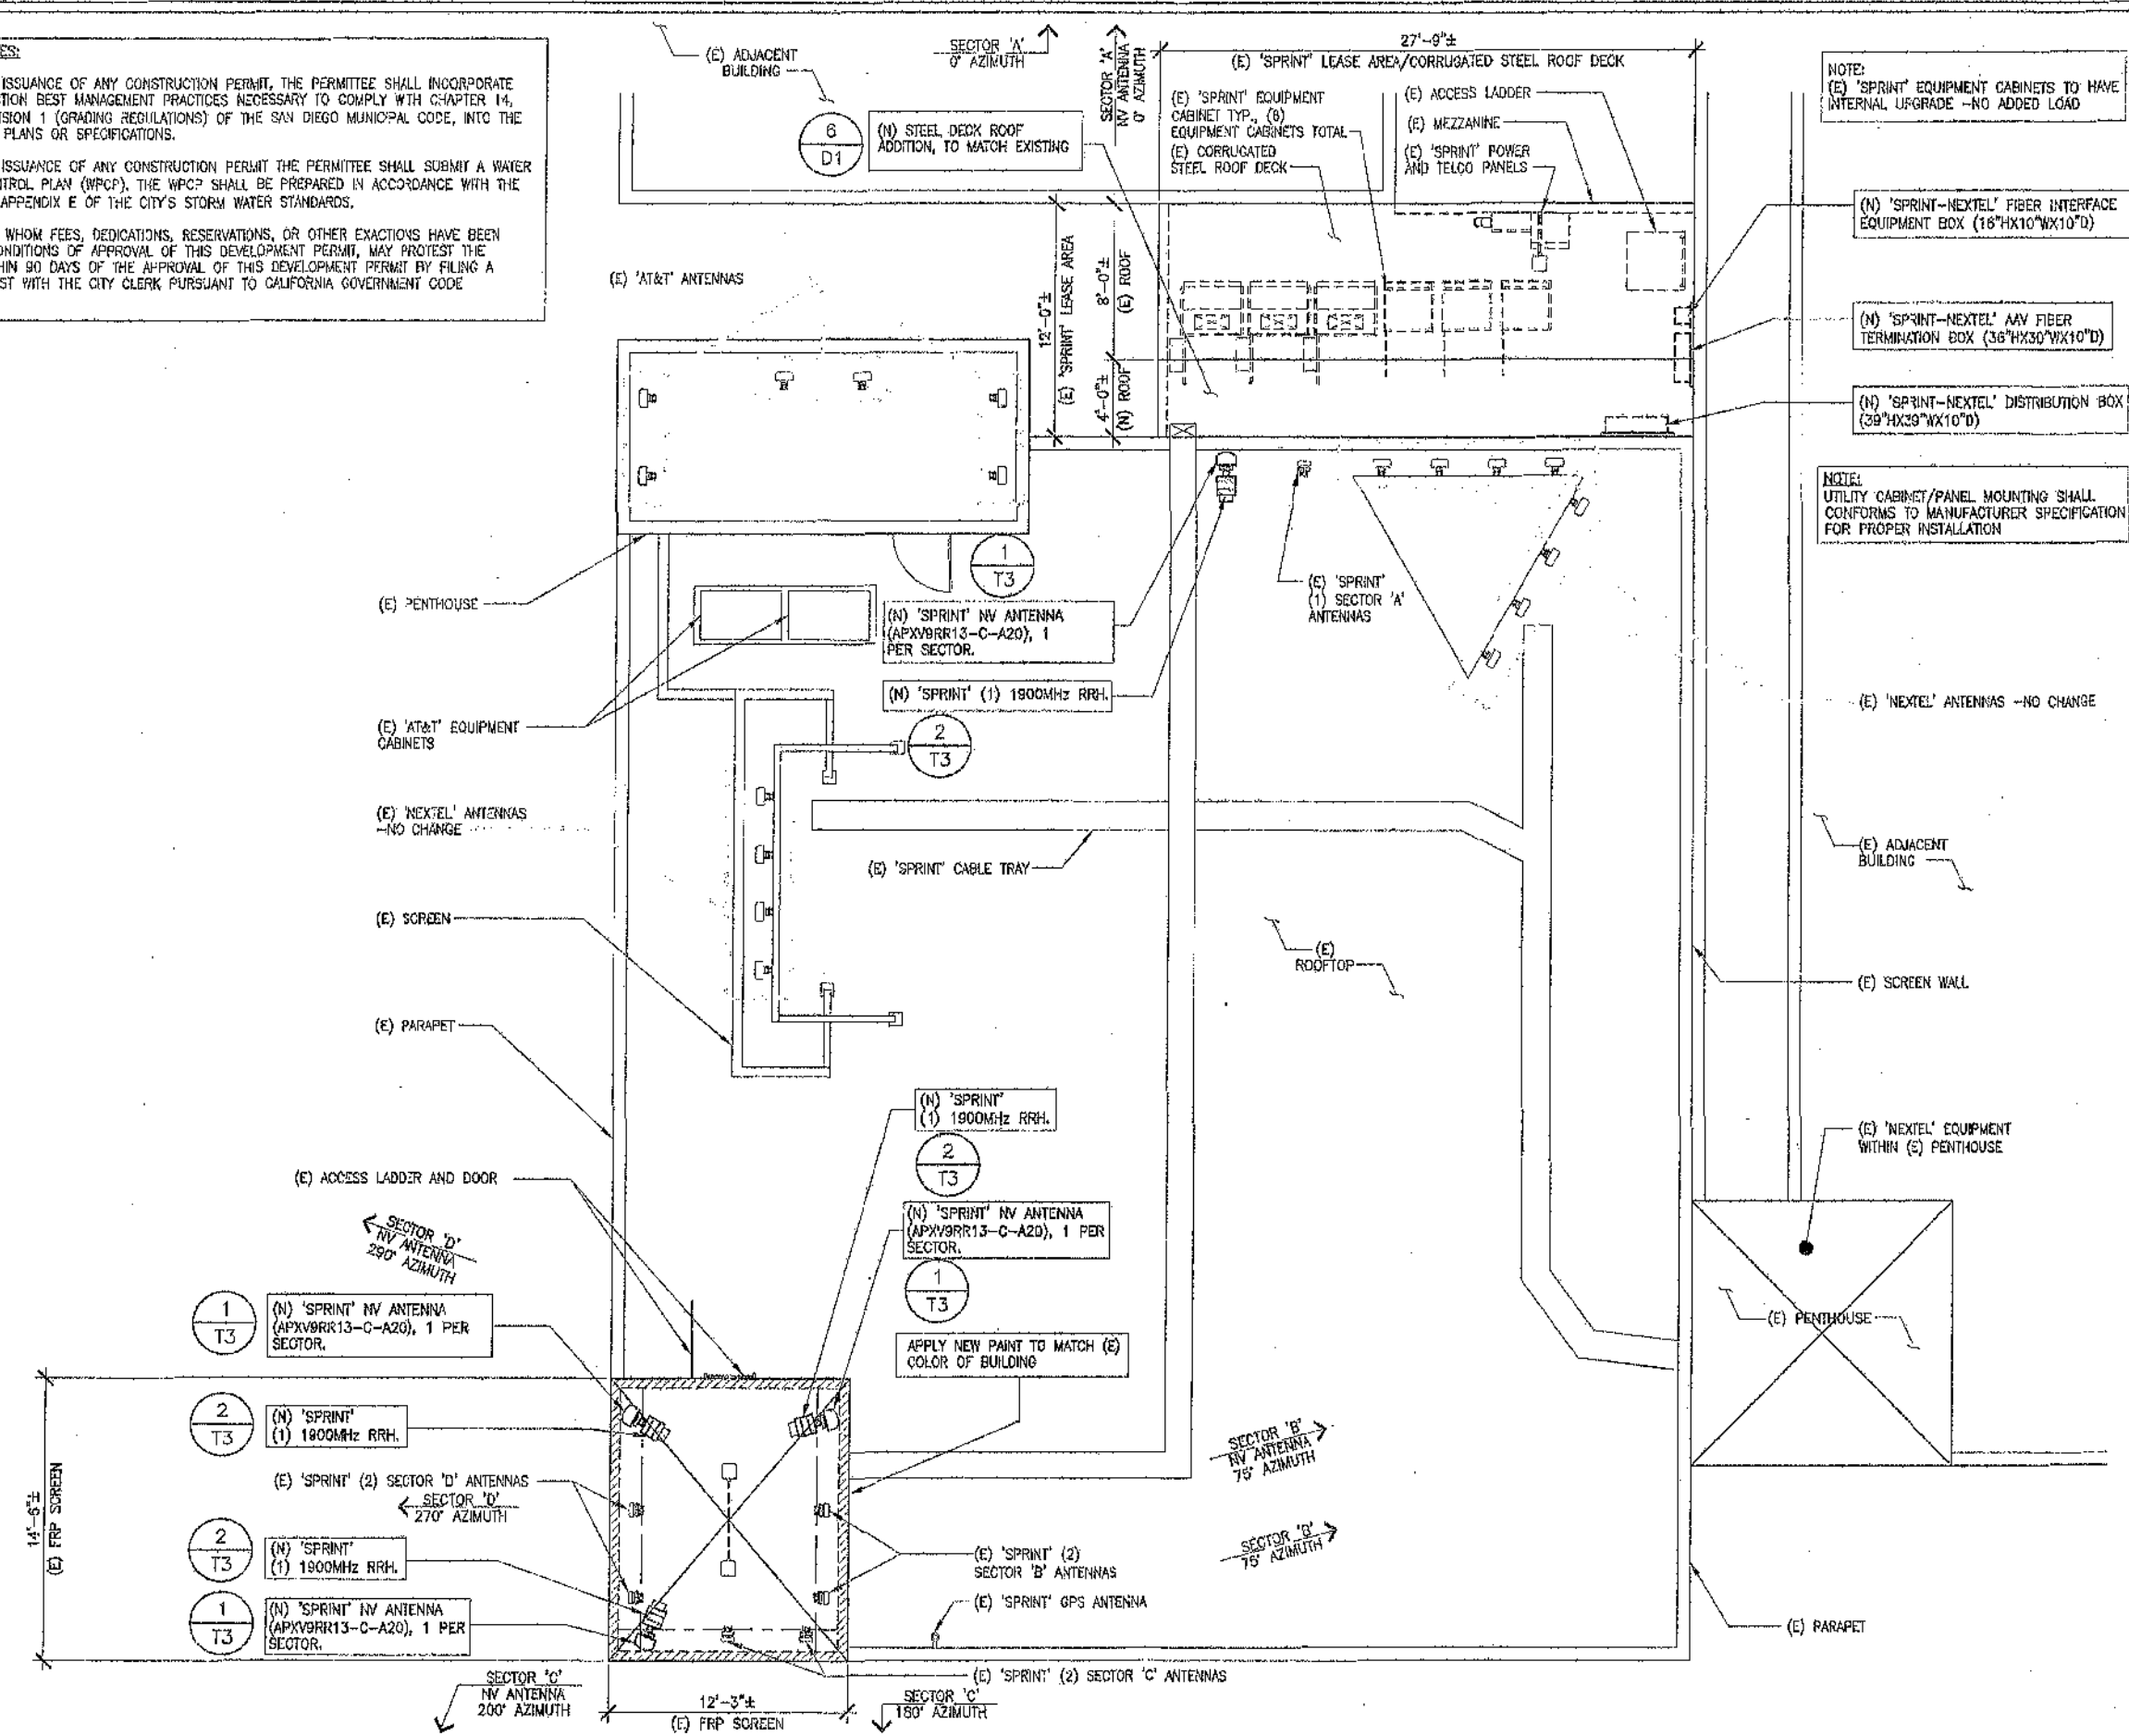 ES:
ISSUANCE OF ANY CONSTRUCTION PERMIT, THE PERMITTEE SHALL INCORPORATE
TION BEST MANAGEMENT PRACTICES NECESSARY TO COMPLY WITH CHAPTER 14,
ISION 1 (GRADING REGULATIONS) OF THE SAN DIEGO MUNICIPAL CODE, INTO THE
PLANS OR SPECIFICATIONS.
ISSUANCE OF ANY CONSTRUCTION PERMIT THE PERMITTEE SHALL SUBMIT A WATER
TROL PLAN (WPCP). THE WPCP SHALL BE PREPARED IN ACCORDANCE WITH THE
APPENDIX E OF THE CITY'S STORM WATER STANDARDS.
WHOM FEES, DEDICATIONS, RESERVATIONS, OR OTHER EXACTIONS HAVE BEEN
ONDITIONS OF APPROVAL OF THIS DEVELOPMENT PERMIT, MAY PROTEST THE
HIN 90 DAYS OF THE APPROVAL OF THIS DEVELOPMENT PERMIT BY FILING A
ST WITH THE CITY CLERK PURSUANT TO CALIFORNIA GOVERNMENT CODE
(E) ADJACENT
BUILDING
SECTOR 'A'
0° AZIMUTH
SECTOR 'A'
NV ANTENNA
0° AZIMUTH
27'-9"±
(E) 'SPRINT' LEASE AREA/CORRUGATED STEEL ROOF DECK
NOTE:
(E) 'SPRINT' EQUIPMENT CABINETS TO HAVE
INTERNAL UPGRADE -NO ADDED LOAD
6
D1
(N) STEEL DECK ROOF
ADDITION, TO MATCH EXISTING
(E) 'SPRINT' EQUIPMENT
CABINET TYP., (6)
EQUIPMENT CABINETS TOTAL
(E) CORRUGATED
STEEL ROOF DECK
(E) ACCESS LADDER
(E) MEZZANINE
(E) 'SPRINT' POWER
AND TELCO PANELS
(N) 'SPRINT-NEXTEL' FIBER INTERFACE
EQUIPMENT BOX (16"HX10"WX10"D)
(N) 'SPRINT-NEXTEL' AAV FIBER
TERMINATION BOX (36"HX30"WX10"D)
(N) 'SPRINT-NEXTEL' DISTRIBUTION BOX
(39"HX39"WX10"D)
NOTE:
UTILITY CABINET/PANEL MOUNTING SHALL
CONFORMS TO MANUFACTURER SPECIFICATION
FOR PROPER INSTALLATION
(E) 'AT&T' ANTENNAS
12'-0"±
(E) 'SPRINT' LEASE AREA
8'-0"±
(E) ROOF
4'-0"±
(N) ROOF
(E) PENTHOUSE
1
T3
(N) 'SPRINT' NV ANTENNA
(APXV9RR13-C-A20), 1
PER SECTOR.
(E) 'SPRINT'
(1) SECTOR 'A'
ANTENNAS
(N) 'SPRINT' (1) 1900MHz RRH.
2
T3
(E) 'NEXTEL' ANTENNAS -NO CHANGE
(E) 'AT&T' EQUIPMENT
CABINETS
(E) 'NEXTEL' ANTENNAS
-NO CHANGE
(E) 'SPRINT' CABLE TRAY
(E) ADJACENT
BUILDING
(E) SCREEN
(E)
ROOFTOP
(E) SCREEN WALL
(E) PARAPET
(N) 'SPRINT'
(1) 1900MHz RRH.
2
T3
(E) 'NEXTEL' EQUIPMENT
WITHIN (E) PENTHOUSE
(E) ACCESS LADDER AND DOOR
(N) 'SPRINT' NV ANTENNA
(APXV9RR13-C-A20), 1 PER
SECTOR.
1
T3
SECTOR 'D'
NV ANTENNA
290° AZIMUTH
1
T3
(N) 'SPRINT' NV ANTENNA
(APXV9RR13-C-A20), 1 PER
SECTOR.
APPLY NEW PAINT TO MATCH (E)
COLOR OF BUILDING
(E) PENTHOUSE
2
T3
(N) 'SPRINT'
(1) 1900MHz RRH.
SECTOR 'B'
NV ANTENNA
75° AZIMUTH
(E) 'SPRINT' (2) SECTOR 'D' ANTENNAS
SECTOR 'D'
270° AZIMUTH
14'-6"±
(E) FRP SCREEN
2
T3
(N) 'SPRINT'
(1) 1900MHz RRH.
(E) 'SPRINT' (2)
SECTOR 'B' ANTENNAS
SECTOR 'B'
75° AZIMUTH
1
T3
(N) 'SPRINT' NV ANTENNA
(APXV9RR13-C-A20), 1 PER
SECTOR.
(E) 'SPRINT' GPS ANTENNA
(E) PARAPET
(E) 'SPRINT' (2) SECTOR 'C' ANTENNAS
SECTOR 'C'
NV ANTENNA
200° AZIMUTH
12'-3"±
(E) FRP SCREEN
SECTOR 'C'
180° AZIMUTH